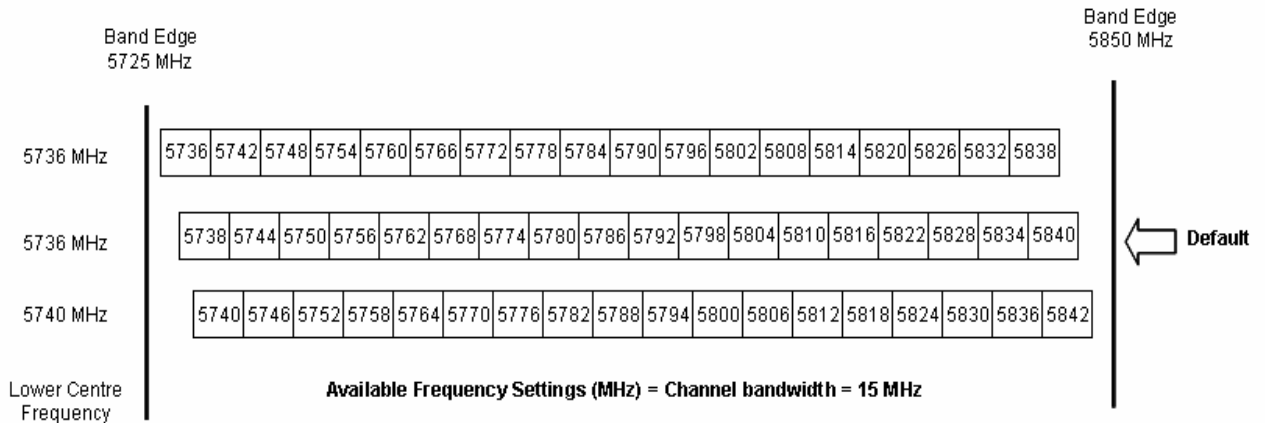 Band Edge
5725 MHz
Band Edge
5850 MHz
5736 MHz
5736 5742 5748 5754 5760 5766 5772 5778 5784 5790 5796 5802 5808 5814 5820 5826 5832 5838
5736 MHz
5738 5744 5750 5756 5762 5768 5774 5780 5786 5792 5798 5804 5810 5816 5822 5828 5834 5840
Default
5740 MHz
5740 5746 5752 5758 5764 5770 5776 5782 5788 5794 5800 5806 5812 5818 5824 5830 5836 5842
Lower Centre
Frequency
Available Frequency Settings (MHz) = Channel bandwidth = 15 MHz